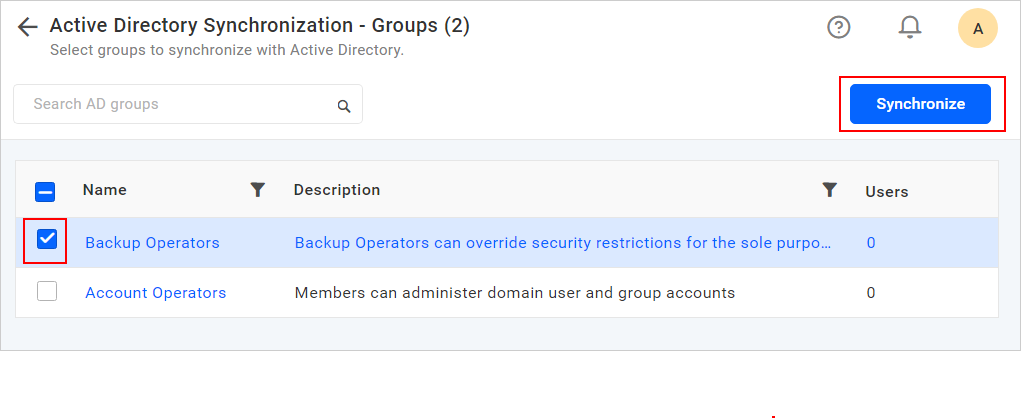 Active Directory Synchronization - Groups (2)
Select groups to synchronize with Active Directory.
A
Search AD groups
Synchronize
Name Description Users
Backup Operators Backup Operators can override security restrictions for the sole purpo... 0
Account Operators Members can administer domain user and group accounts 0